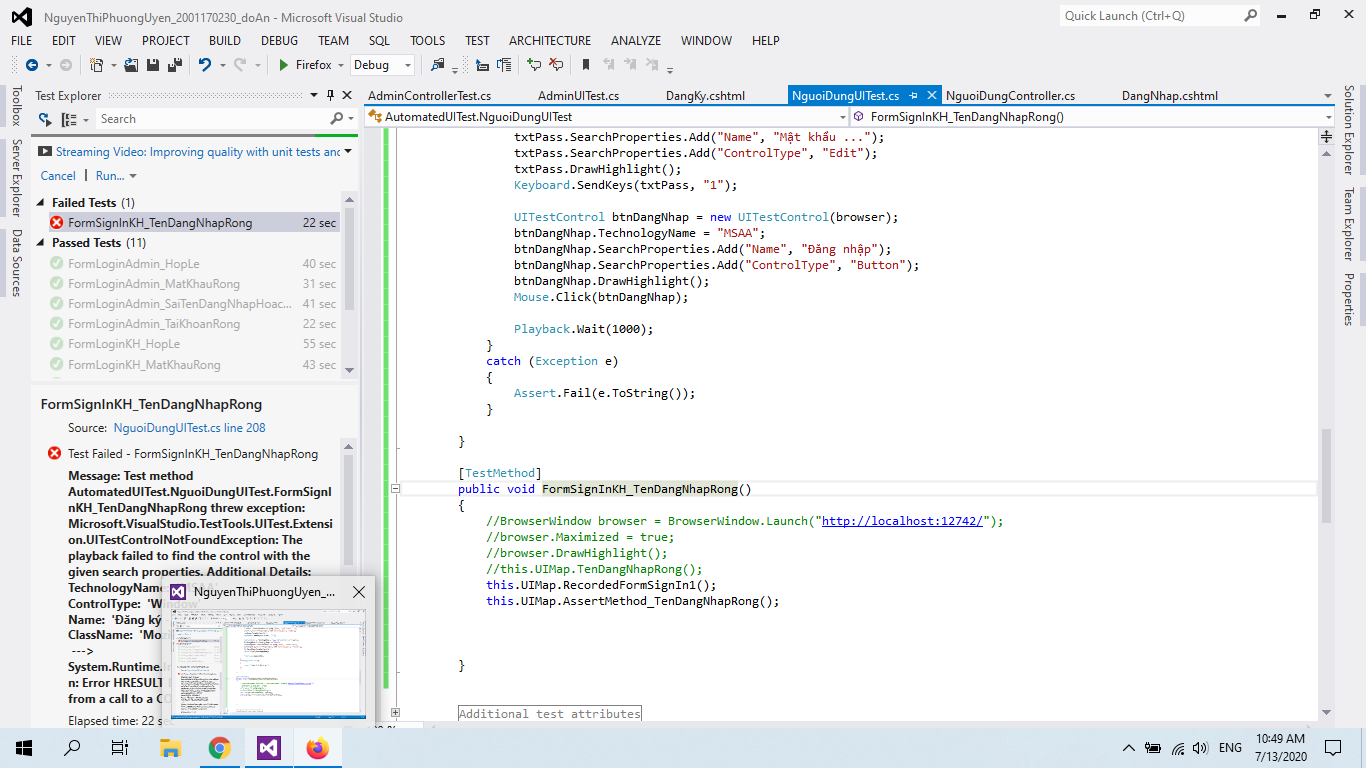 NguyenThiPhuongUyen_2001170230_doAn - Microsoft Visual Studio
Quick Launch (Ctrl+Q)
FILE EDIT VIEW PROJECT BUILD DEBUG TEAM SQL TOOLS TEST ARCHITECTURE ANALYZE WINDOW HELP
Firefox Debug
Toolbox
Server Explorer
Data Sources
Test Explorer
Search
Streaming Video: Improving quality with unit tests and
Cancel | Run...
Failed Tests (1)
FormSignInKH_TenDangNhapRong 22 sec
Passed Tests (11)
FormLoginAdmin_HopLe 40 sec
FormLoginAdmin_MatKhauRong 31 sec
FormLoginAdmin_SaiTenDangNhapHoac... 41 sec
FormLoginAdmin_TaiKhoanRong 22 sec
FormLoginKH_HopLe 55 sec
FormLoginKH_MatKhauRong 43 sec
FormSignInKH_TenDangNhapRong
Source: NguoiDungUITest.cs line 208
Test Failed - FormSignInKH_TenDangNhapRong
Message: Test method
AutomatedUITest.NguoiDungUITest.FormSignI
nKH_TenDangNhapRong threw exception:
Microsoft.VisualStudio.TestTools.UITest.Extensi
on.UITestControlNotFoundException: The
playback failed to find the control with the
given search properties. Additional Details:
TechnologyName:
ControlType: 'Window'
Name: 'Đăng ký
ClassName: 'Moz
--->
System.Runtime.I
n: Error HRESULT
from a call to a CO
Elapsed time: 22 sec
NguyenThiPhuongUyen_...
AdminControllerTest.cs AdminUITest.cs DangKy.cshtml NguoiDungUITest.cs NguoiDungController.cs DangNhap.cshtml
AutomatedUITest.NguoiDungUITest FormSignInKH_TenDangNhapRong()
txtPass.SearchProperties.Add("Name", "Mật khẩu ...");
txtPass.SearchProperties.Add("ControlType", "Edit");
txtPass.DrawHighlight();
Keyboard.SendKeys(txtPass, "1");
UITestControl btnDangNhap = new UITestControl(browser);
btnDangNhap.TechnologyName = "MSAA";
btnDangNhap.SearchProperties.Add("Name", "Đăng nhập");
btnDangNhap.SearchProperties.Add("ControlType", "Button");
btnDangNhap.DrawHighlight();
Mouse.Click(btnDangNhap);
Playback.Wait(1000);
}
catch (Exception e)
{
Assert.Fail(e.ToString());
}
}
[TestMethod]
public void FormSignInKH_TenDangNhapRong()
{
//BrowserWindow browser = BrowserWindow.Launch("http://localhost:12742/");
//browser.Maximized = true;
//browser.DrawHighlight();
//this.UIMap.TenDangNhapRong();
this.UIMap.RecordedFormSignIn1();
this.UIMap.AssertMethod_TenDangNhapRong();
}
Additional test attributes
Solution Explorer
Team Explorer
Properties
ENG
10:49 AM
7/13/2020